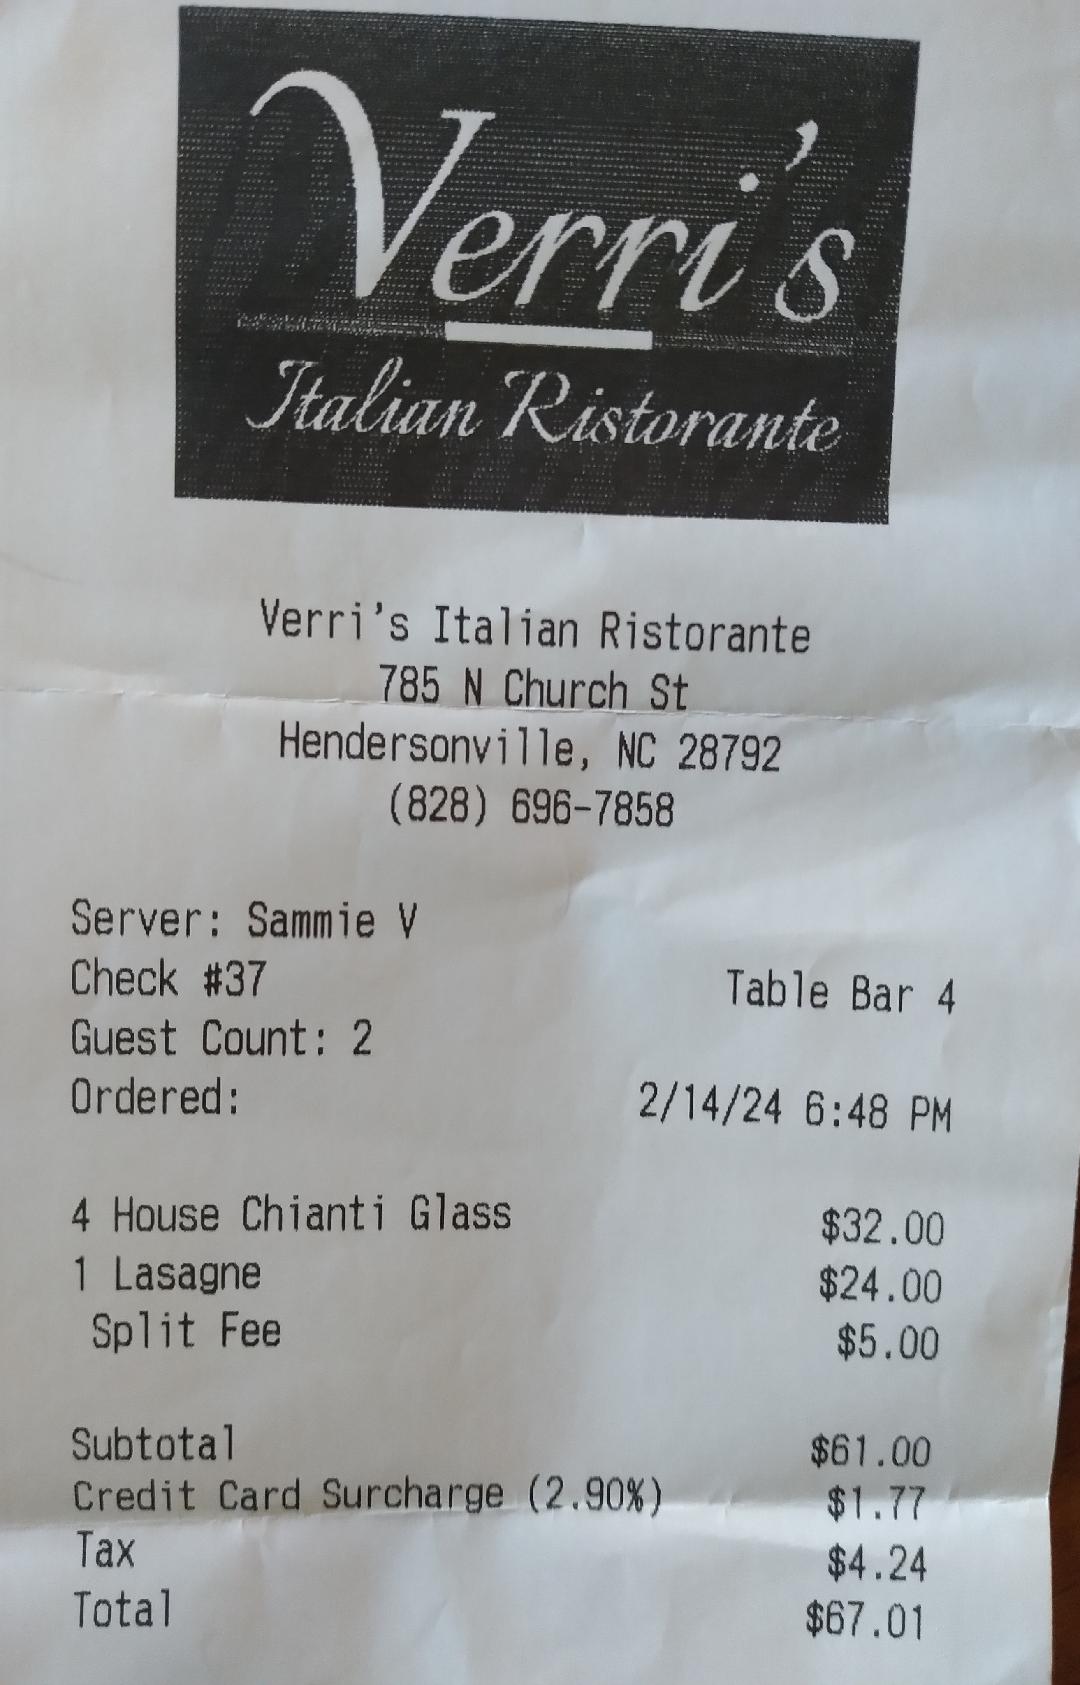 Verri's
Italian Ristorante
Verri's Italian Ristorante
785 N Church St
Hendersonville, NC 28792
(828) 696-7858
Server: Sammie V
Check #37 Table Bar 4
Guest Count: 2
Ordered: 2/14/24 6:48 PM
4 House Chianti Glass $32.00
1 Lasagne $24.00
Split Fee $5.00
Subtotal $61.00
Credit Card Surcharge (2.90%) $1.77
Tax $4.24
Total $67.01